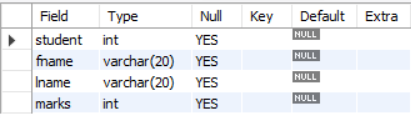 Field Type Null Key Default Extra
student int YES NULL
fname varchar(20) YES NULL
lname varchar(20) YES NULL
marks int YES NULL